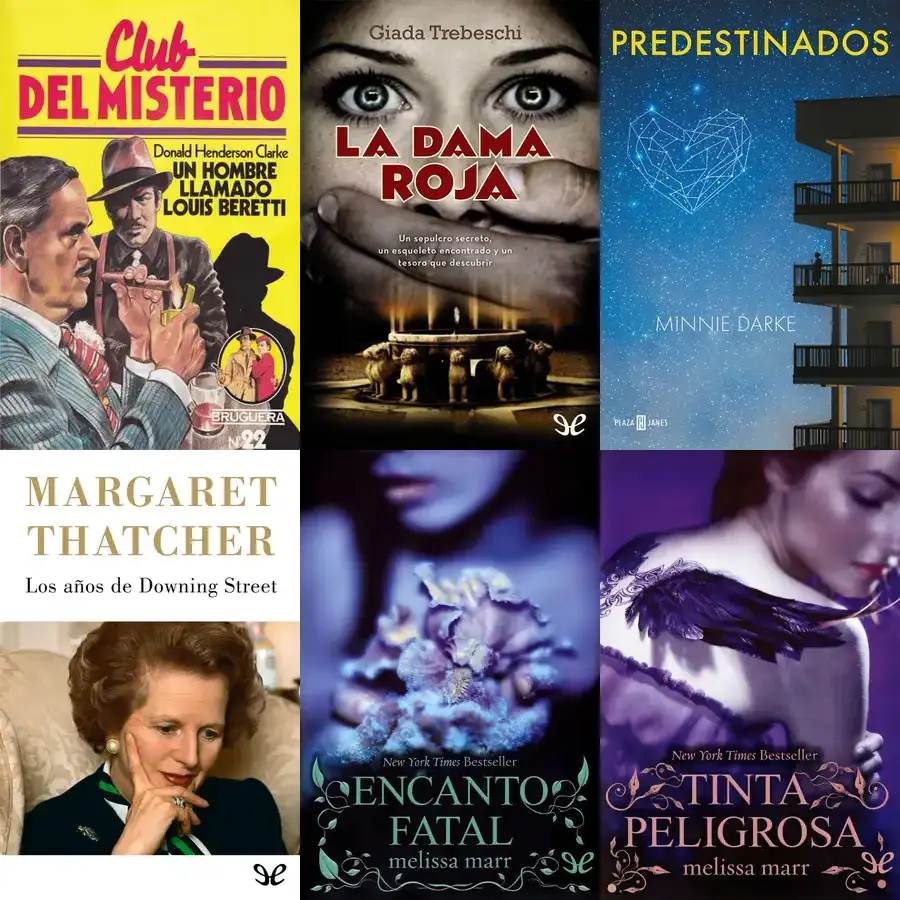 Club
DEL MISTERIO
Donald Henderson Clarke
UN HOMBRE
LLAMADO
LOUIS BERETTI
BRUGUERA
Nº 22
Giada Trebeschi
LA DAMA
ROJA
Un sepulcro secreto,
un esqueleto encontrado y un
tesoro que descubrir
PREDESTINADOS
MINNIE DARKE
PLAZA JANES
MARGARET
THATCHER
Los años de Downing Street
New York Times Bestseller
ENCANTO
FATAL
melissa marr
New York Times Bestseller
TINTA
PELIGROSA
melissa marr